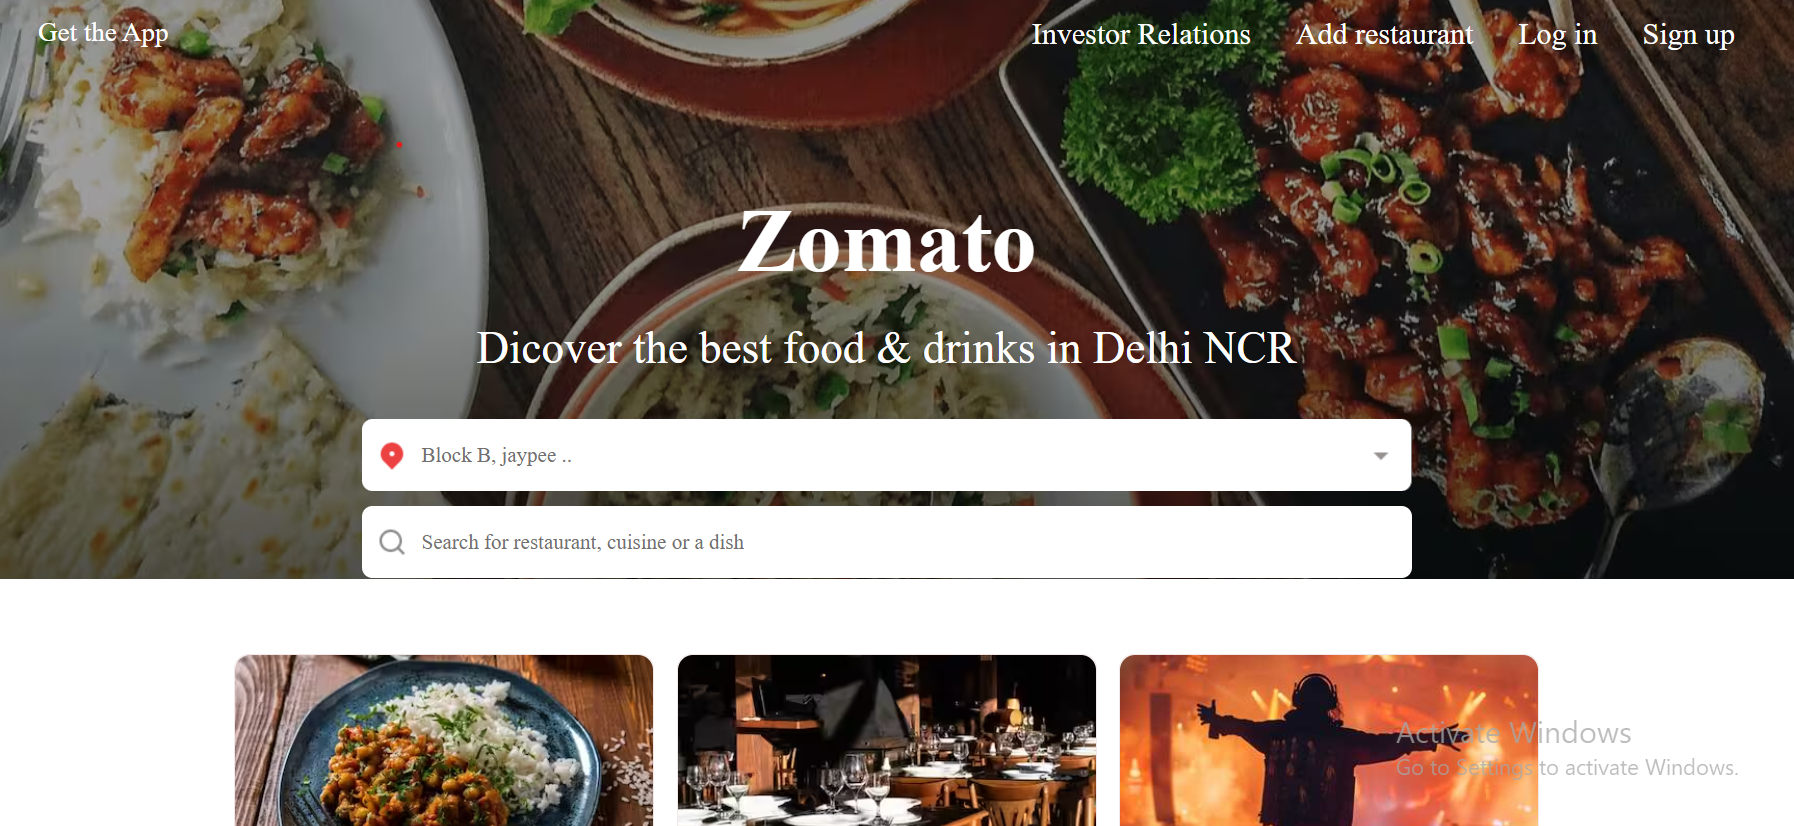 Get the App
Investor Relations
Add restaurant
Log in
Sign up
Zomato
Dicover the best food & drinks in Delhi NCR
Block B, jaypee ..
Search for restaurant, cuisine or a dish
Activate Windows
Go to Settings to activate Windows.